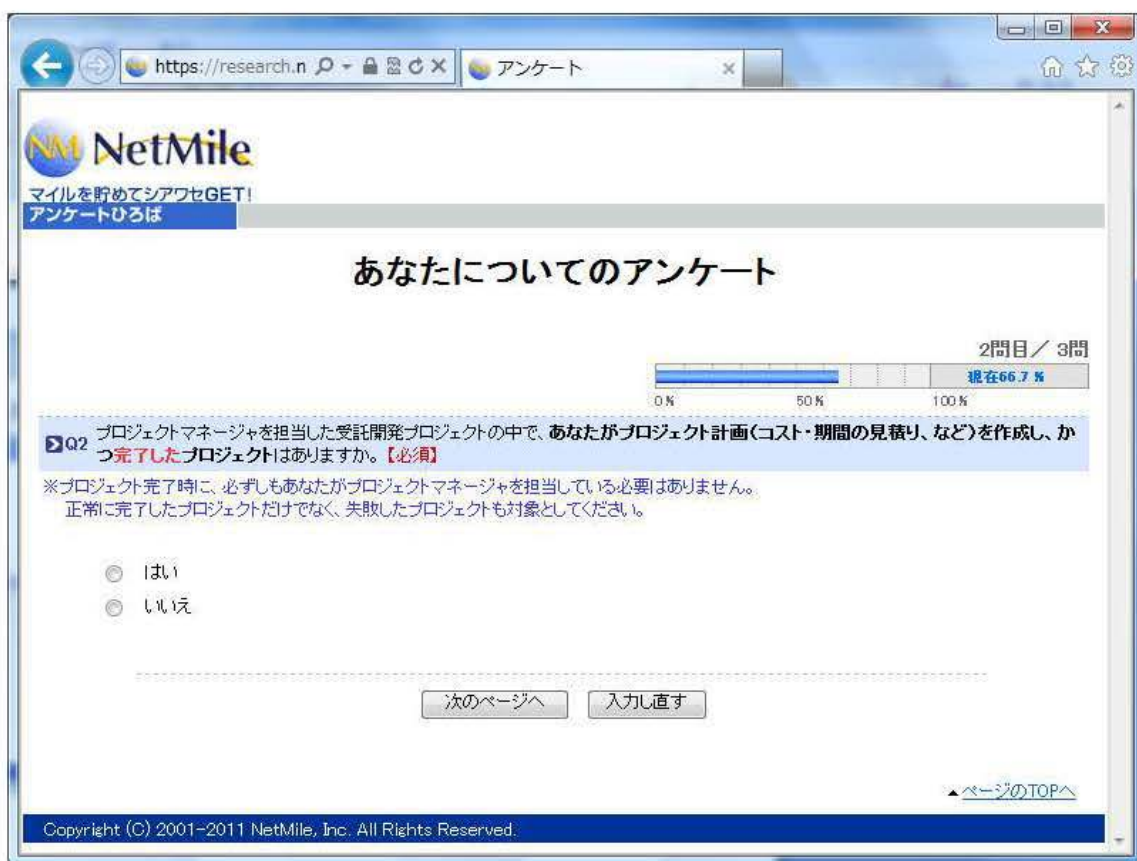 https://research.n
アンケート
NM NetMile
マイルを貯めてシアワセGET!
アンケートひろば
あなたについてのアンケート
2問目／ 3問
現在66.7 %
0% 50% 100%
Q2 プロジェクトマネージャを担当した受託開発プロジェクトの中で、あなたがプロジェクト計画(コスト・期間の見積り、など)を作成し、か
つ完了したプロジェクトはありますか。【必須】
※プロジェクト完了時に、必ずしもあなたがプロジェクトマネージャを担当している必要はありません。
正常に完了したプロジェクトだけでなく、失敗したプロジェクトも対象としてください。
はい
いいえ
次のページへ 入力し直す
▲ページのTOPへ
Copyright (C) 2001-2011 NetMile, Inc. All Rights Reserved.